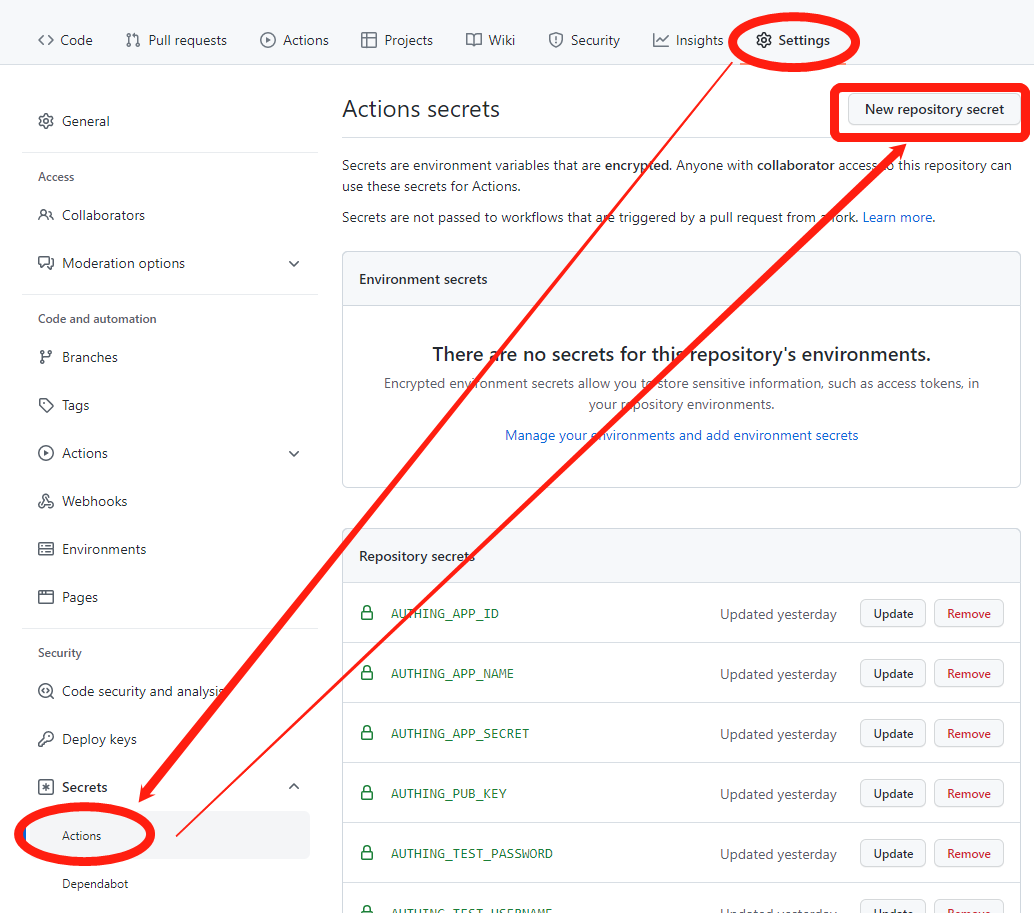 Code
Pull requests
Actions
Projects
Wiki
Security
Insights
Settings
General
Access
Collaborators
Moderation options
Code and automation
Branches
Tags
Actions
Webhooks
Environments
Pages
Security
Code security and analysis
Deploy keys
Secrets
Actions
Dependabot
Actions secrets
New repository secret
Secrets are environment variables that are encrypted. Anyone with collaborator access to this repository can
use these secrets for Actions.
Secrets are not passed to workflows that are triggered by a pull request from a fork. Learn more.
Environment secrets
There are no secrets for this repository's environments.
Encrypted environment secrets allow you to store sensitive information, such as access tokens, in
your repository environments.
Manage your environments and add environment secrets
Repository secrets
AUTHING_APP_ID Updated yesterday Update Remove
AUTHING_APP_NAME Updated yesterday Update Remove
AUTHING_APP_SECRET Updated yesterday Update Remove
AUTHING_PUB_KEY Updated yesterday Update Remove
AUTHING_TEST_PASSWORD Updated yesterday Update Remove
AUTHING_TEST_USERNAME Updated yesterday Update Remove